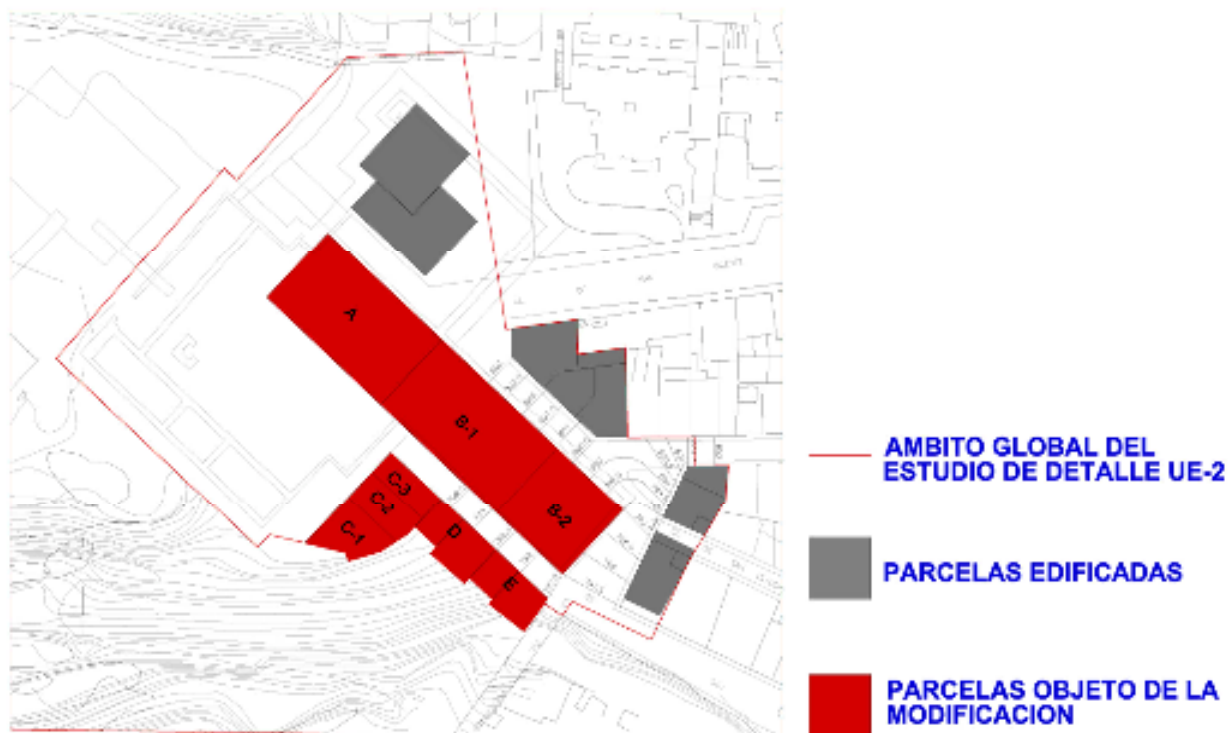 A
B-1
B-2
C-3
C-2
C-1
D
E
AMBITO GLOBAL DEL
ESTUDIO DE DETALLE UE-2
PARCELAS EDIFICADAS
PARCELAS OBJETO DE LA
MODIFICACION